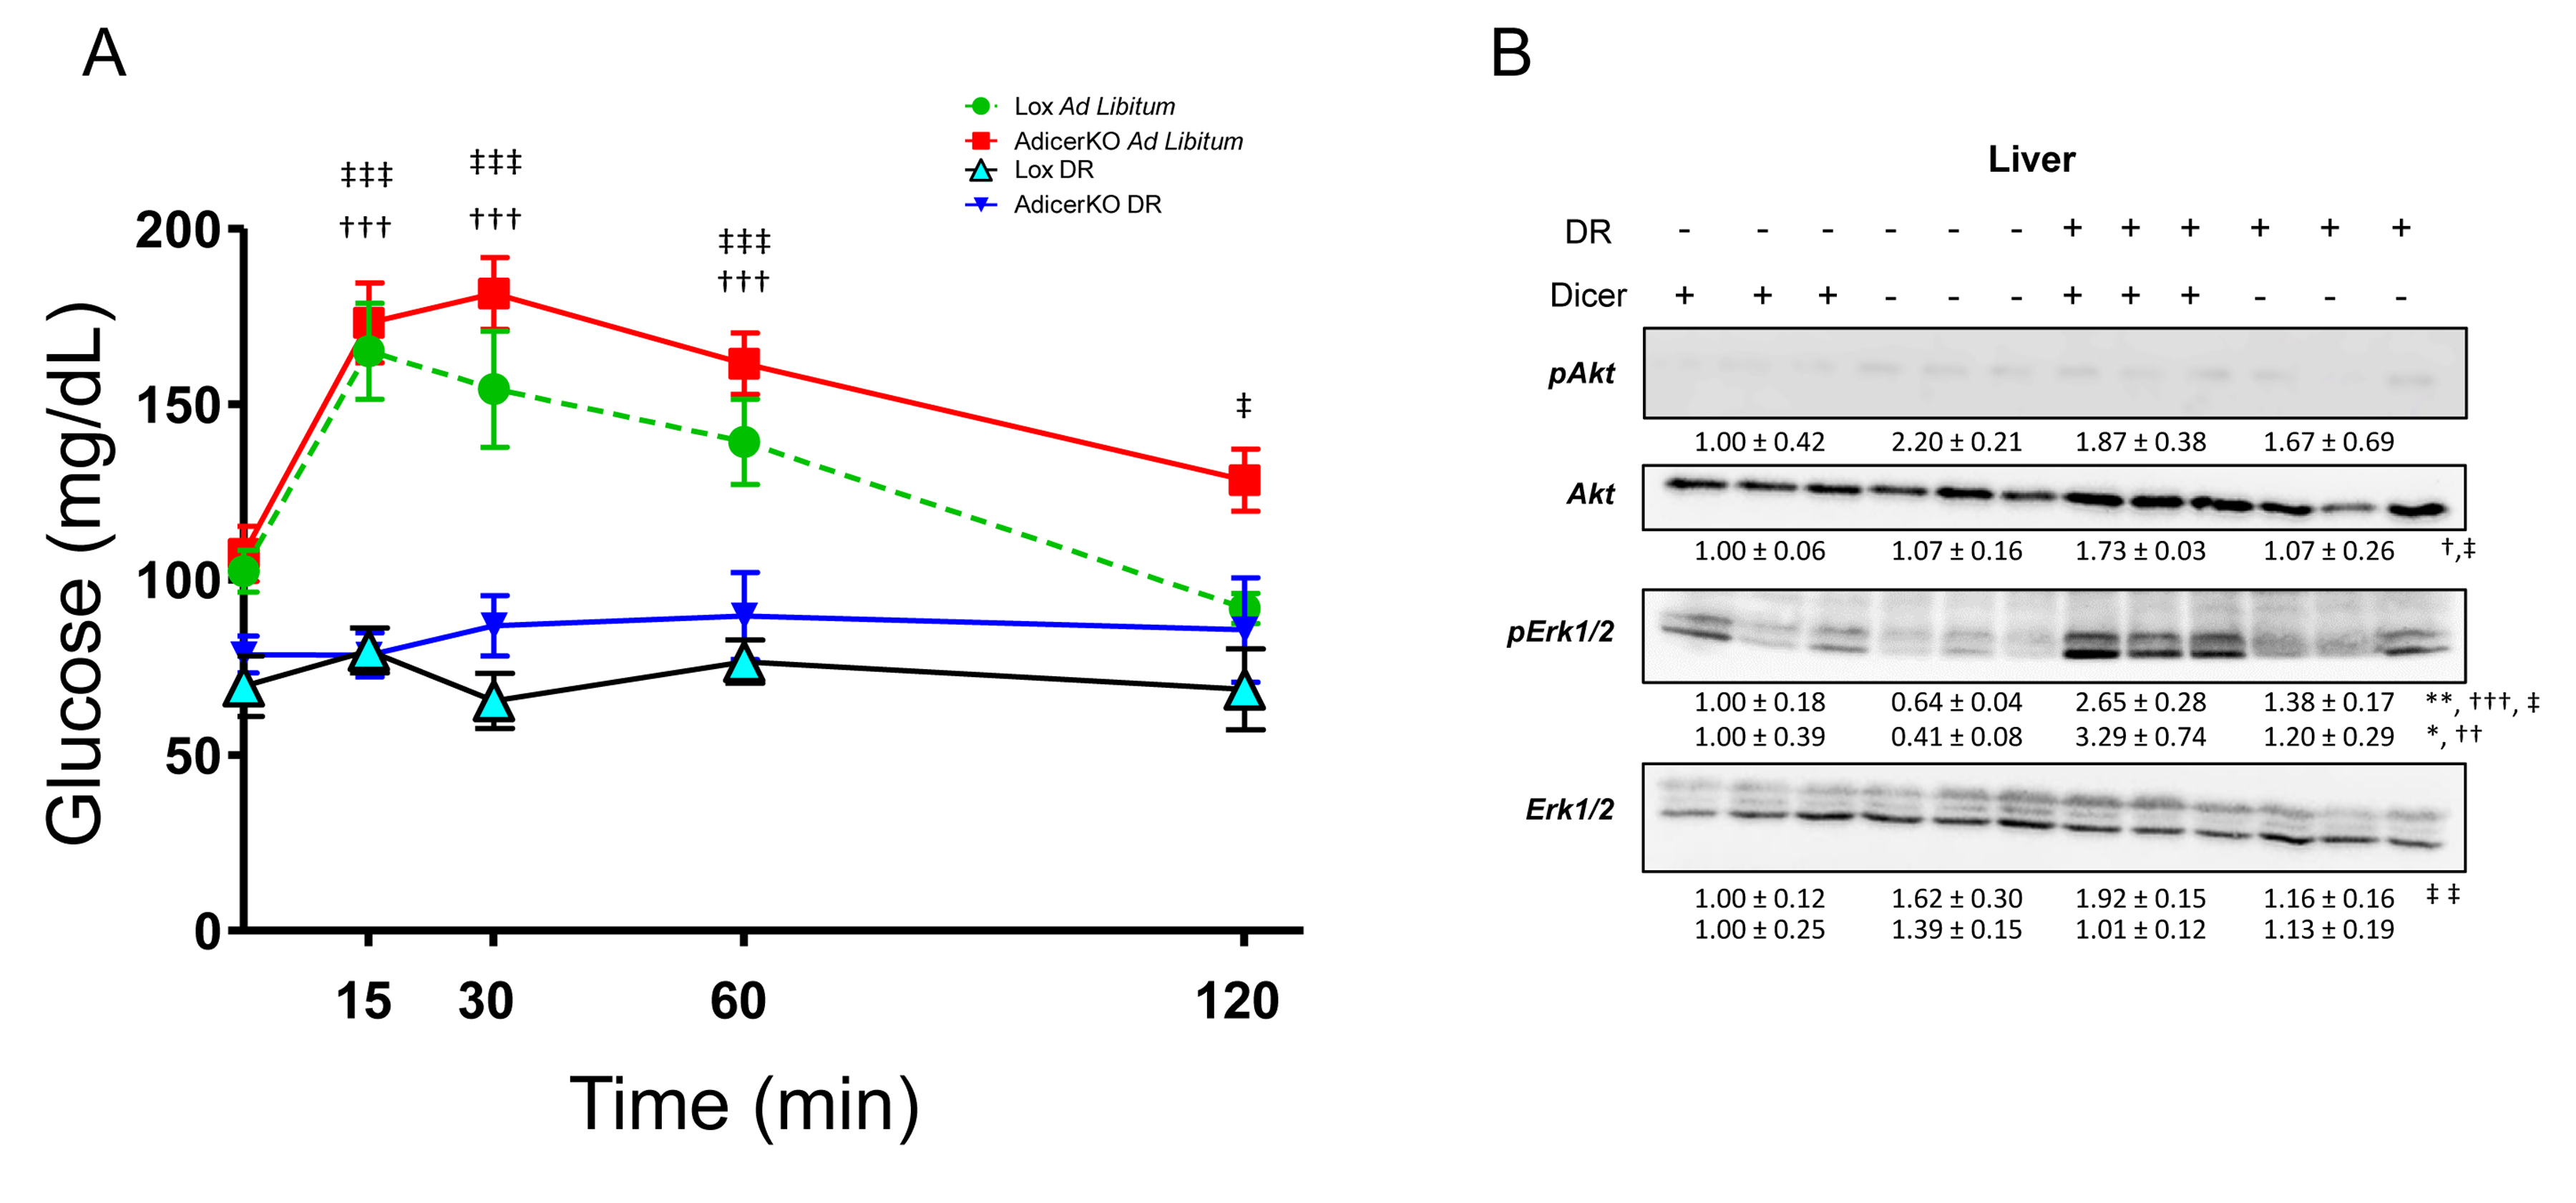 A
Lox Ad Libitum
AdicerKO Ad Libitum
Lox DR
AdicerKO DR
‡‡‡ ‡‡‡
††† †††
‡‡‡
†††
‡
200
150
100
50
0
Glucose (mg/dL)
15 30 60 120
Time (min)
B
Liver
DR - - - - - - + + + + + +
Dicer + + + - - - + + + - - -
pAkt
1.00 ± 0.42 2.20 ± 0.21 1.87 ± 0.38 1.67 ± 0.69
Akt
1.00 ± 0.06 1.07 ± 0.16 1.73 ± 0.03 1.07 ± 0.26 †,‡
pErk1/2
1.00 ± 0.18 0.64 ± 0.04 2.65 ± 0.28 1.38 ± 0.17 **, †††, ‡
1.00 ± 0.39 0.41 ± 0.08 3.29 ± 0.74 1.20 ± 0.29 *, ††
Erk1/2
1.00 ± 0.12 1.62 ± 0.30 1.92 ± 0.15 1.16 ± 0.16 ‡ ‡
1.00 ± 0.25 1.39 ± 0.15 1.01 ± 0.12 1.13 ± 0.19